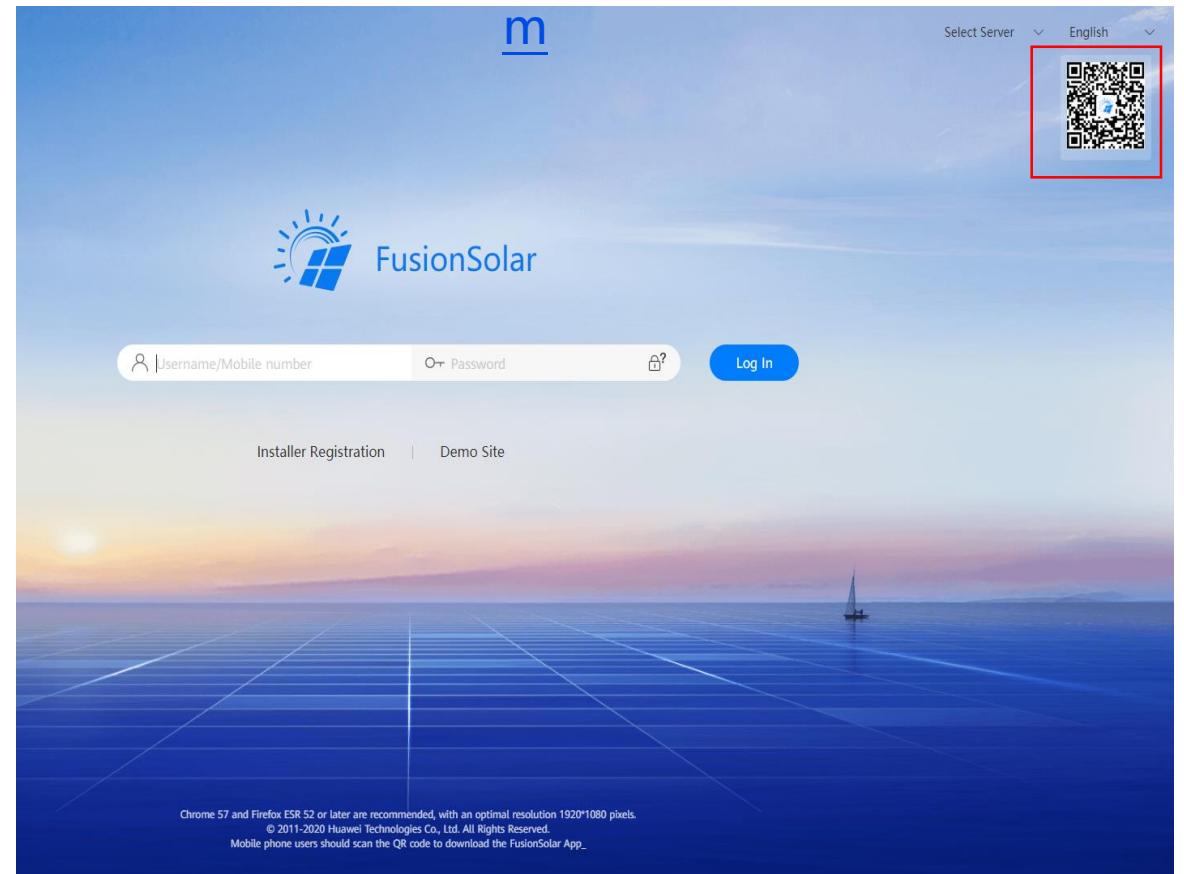 m
Select Server English
FusionSolar
Username/Mobile number Password ? Log In
Installer Registration | Demo Site
Chrome 57 and Firefox ESR 52 or later are recommended, with an optimal resolution 1920*1080 pixels.
© 2011-2020 Huawei Technologies Co., Ltd. All Rights Reserved.
Mobile phone users should scan the QR code to download the FusionSolar App_